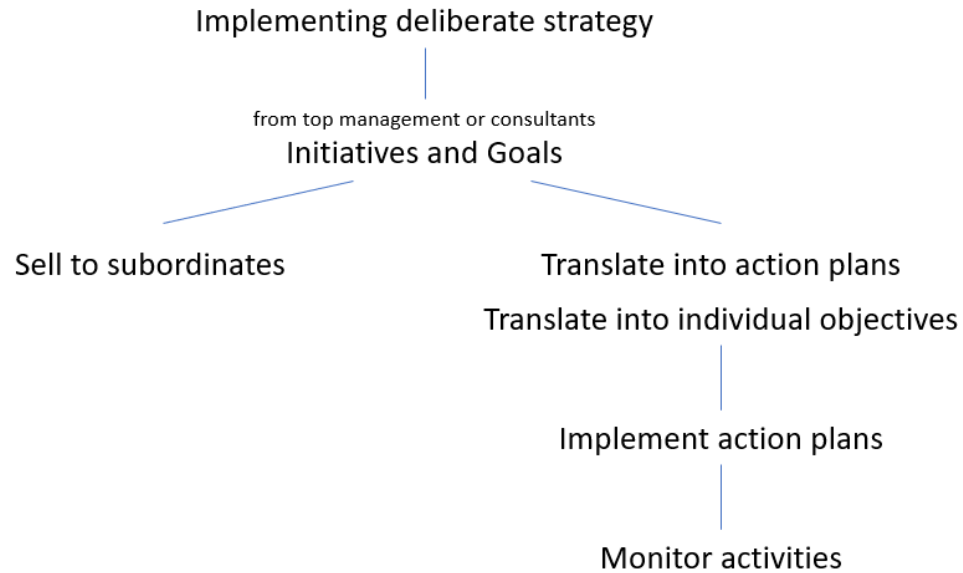 Implementing deliberate strategy
from top management or consultants
Initiatives and Goals
Sell to subordinates
Translate into action plans
Translate into individual objectives
Implement action plans
Monitor activities